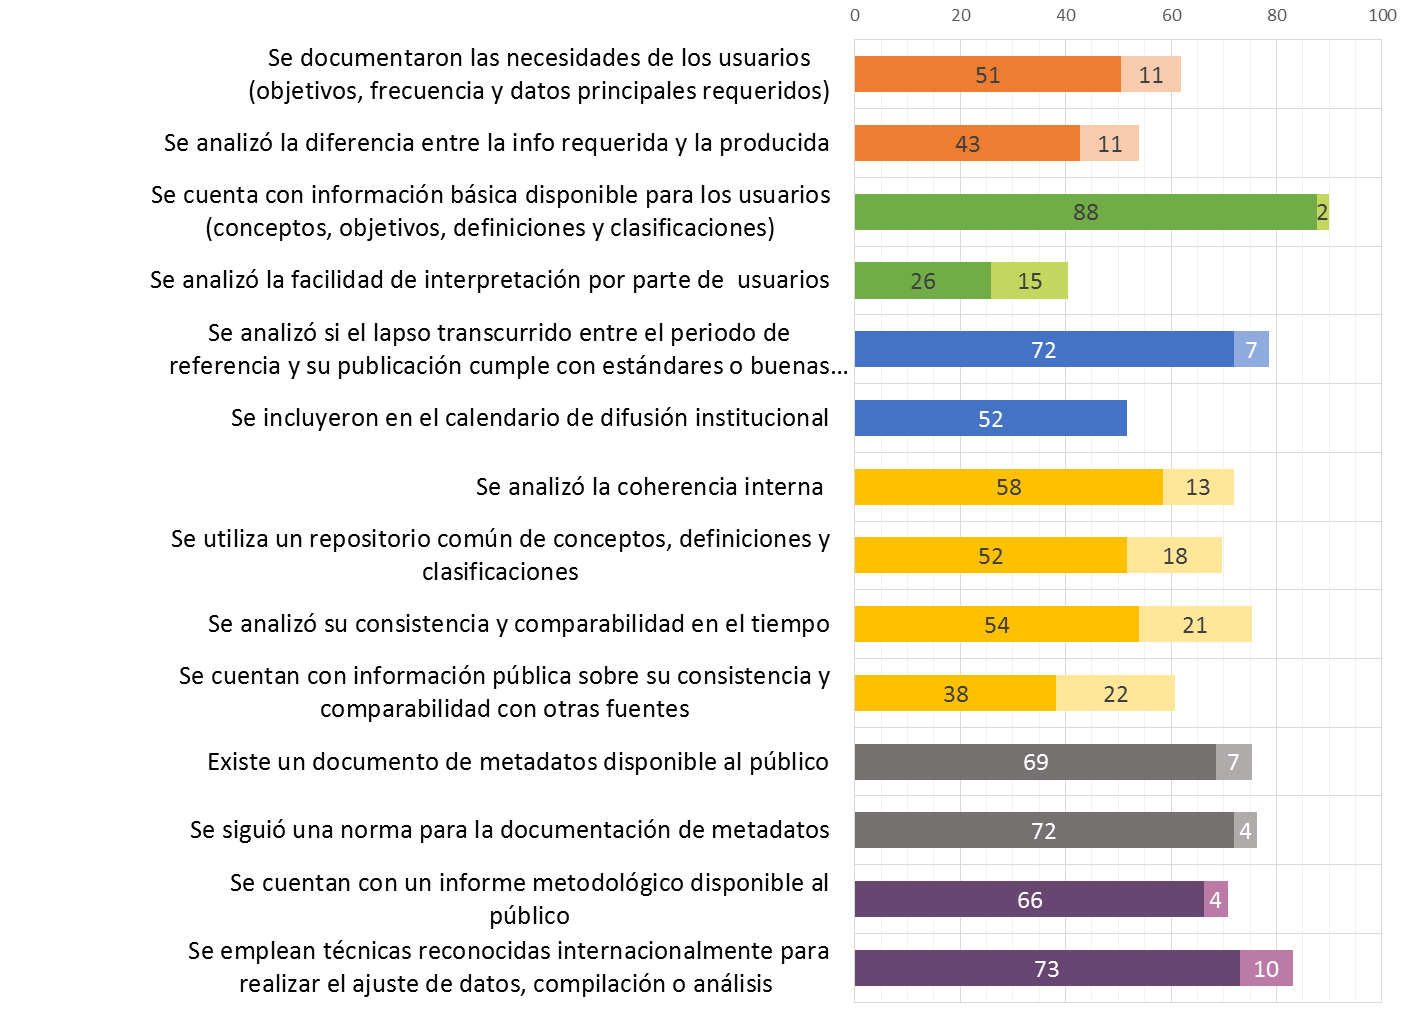 0 20 40 60 80 100
Se documentaron las necesidades de los usuarios
(objetivos, frecuencia y datos principales requeridos)
51 11
Se analizó la diferencia entre la info requerida y la producida
43 11
Se cuenta con información básica disponible para los usuarios
(conceptos, objetivos, definiciones y clasificaciones)
88 2
Se analizó la facilidad de interpretación por parte de  usuarios
26 15
Se analizó si el lapso transcurrido entre el periodo de
referencia y su publicación cumple con estándares o buenas...
72 7
Se incluyeron en el calendario de difusión institucional
52
Se analizó la coherencia interna
58 13
Se utiliza un repositorio común de conceptos, definiciones y
clasificaciones
52 18
Se analizó su consistencia y comparabilidad en el tiempo
54 21
Se cuentan con información pública sobre su consistencia y
comparabilidad con otras fuentes
38 22
Existe un documento de metadatos disponible al público
69 7
Se siguió una norma para la documentación de metadatos
72 4
Se cuentan con un informe metodológico disponible al
público
66 4
Se emplean técnicas reconocidas internacionalmente para
realizar el ajuste de datos, compilación o análisis
73 10